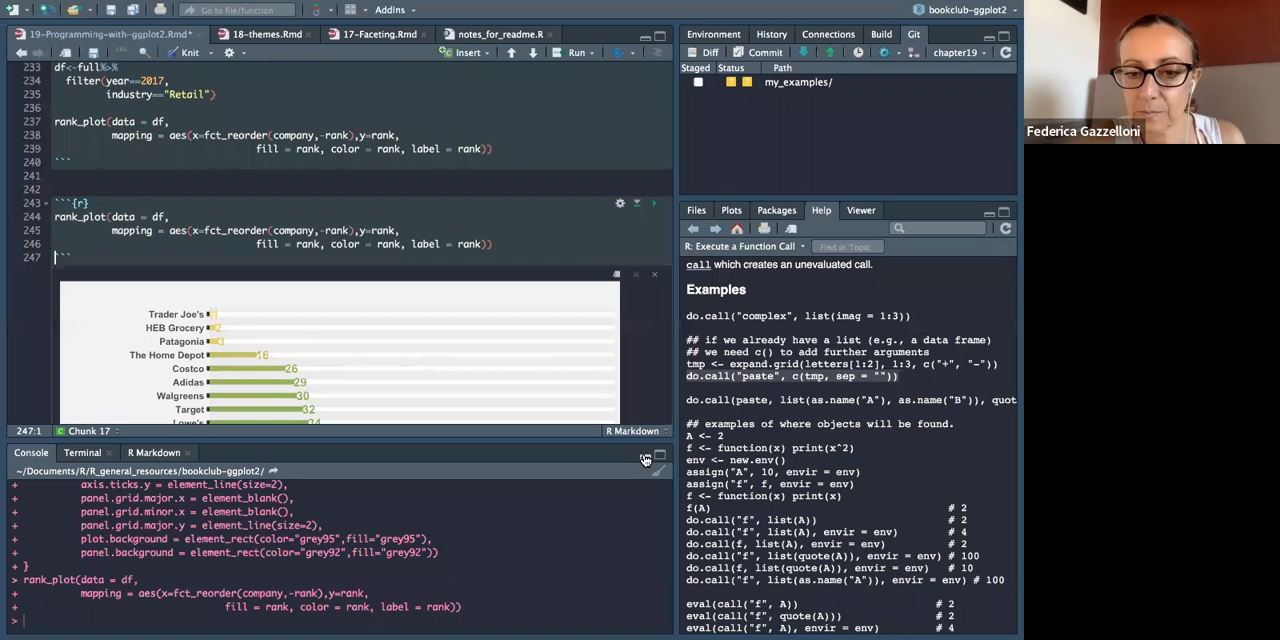 Go to file/function
Addins
bookclub-ggplot2
19-Programming-with-ggplot2.Rmd*
18-themes.Rmd
17-Faceting.Rmd
notes_for_readme.R
Knit
Insert
Run
233 df<-full%>%
234 filter(year==2017,
235 industry=="Retail")
236
237 rank_plot(data = df,
238 mapping = aes(x=fct_reorder(company,-rank),y=rank,
239 fill = rank, color = rank, label = rank))
240 ```
241
242
243 ```{r}
244 rank_plot(data = df,
245 mapping = aes(x=fct_reorder(company,-rank),y=rank,
246 fill = rank, color = rank, label = rank))
247 ```
Trader Joe's 1
HEB Grocery 2
Patagonia 3
The Home Depot 16
Costco 26
Adidas 29
Walgreens 30
Target 32
Lowe's 34
247:1 Chunk 17 R Markdown
Console Terminal R Markdown
~/Documents/R/R_general_resources/bookclub-ggplot2/
+ axis.ticks.y = element_line(size=2),
+ panel.grid.major.x = element_blank(),
+ panel.grid.minor.x = element_blank(),
+ panel.grid.major.y = element_line(size=2),
+ plot.background = element_rect(color="grey95",fill="grey95"),
+ panel.background = element_rect(color="grey92",fill="grey92"))
+ }
> rank_plot(data = df,
+ mapping = aes(x=fct_reorder(company,-rank),y=rank,
+ fill = rank, color = rank, label = rank))
>
Environment History Connections Build Git
Diff Commit chapter19
Staged Status Path
my_examples/
Files Plots Packages Help Viewer
R: Execute a Function Call Find in Topic
call which creates an unevaluated call.
Examples
do.call("complex", list(imag = 1:3))
## if we already have a list (e.g., a data frame)
## we need c() to add further arguments
tmp <- expand.grid(letters[1:2], 1:3, c("+", "-"))
do.call("paste", c(tmp, sep = ""))
do.call(paste, list(as.name("A"), as.name("B")), quot
## examples of where objects will be found.
A <- 2
f <- function(x) print(x^2)
env <- new.env()
assign("A", 10, envir = env)
assign("f", f, envir = env)
f <- function(x) print(x)
f(A) # 2
do.call("f", list(A)) # 2
do.call("f", list(A), envir = env) # 4
do.call(f, list(A), envir = env) # 2
do.call("f", list(quote(A)), envir = env) # 100
do.call(f, list(quote(A)), envir = env) # 10
do.call("f", list(as.name("A")), envir = env) # 100
eval(call("f", A)) # 2
eval(call("f", quote(A))) # 2
eval(call("f", A), envir = env) # 4
Federica Gazzelloni